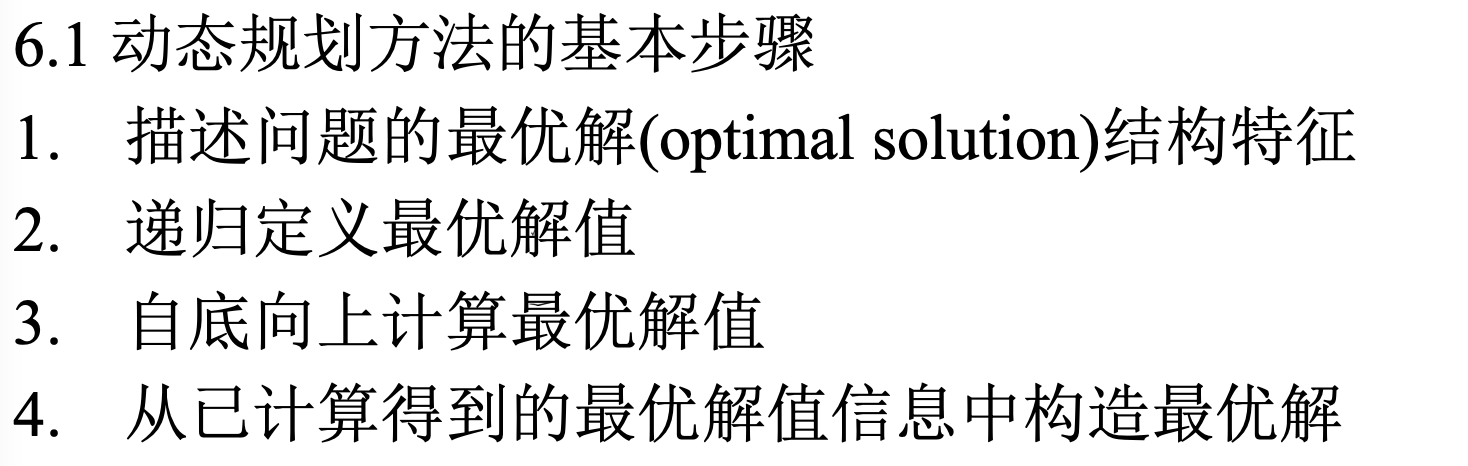 6.1 动态规划方法的基本步骤
1. 描述问题的最优解(optimal solution)结构特征
2. 递归定义最优解值
3. 自底向上计算最优解值
4. 从已计算得到的最优解值信息中构造最优解